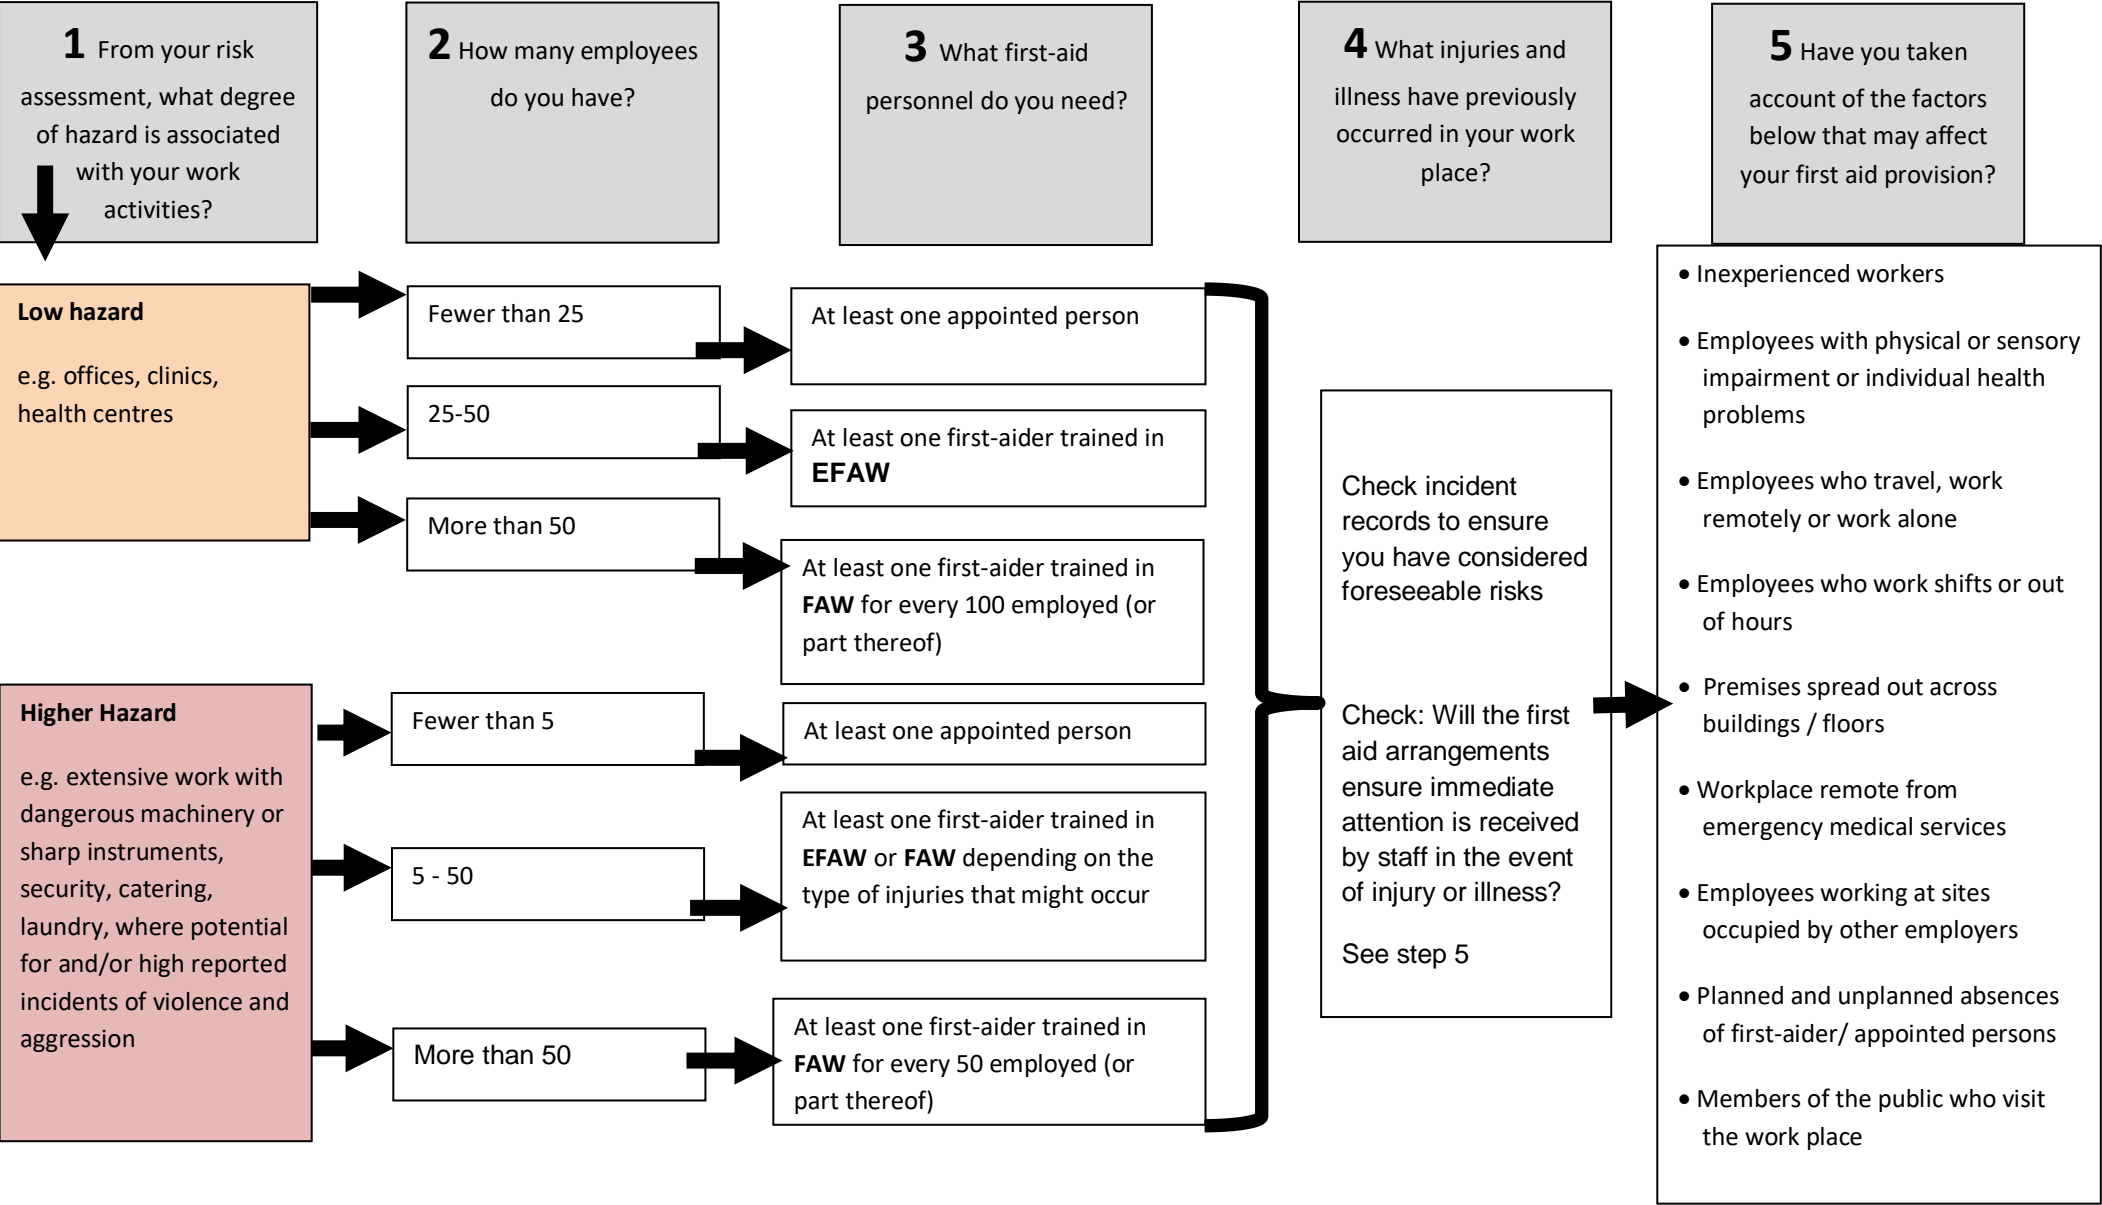 1 From your risk
assessment, what degree
of hazard is associated
with your work
activities?
2 How many employees
do you have?
3 What first-aid
personnel do you need?
4 What injuries and
illness have previously
occurred in your work
place?
5 Have you taken
account of the factors
below that may affect
your first aid provision?
Low hazard
e.g. offices, clinics,
health centres
Fewer than 25
25-50
More than 50
At least one appointed person
At least one first-aider trained in
EFAW
At least one first-aider trained in
FAW for every 100 employed (or
part thereof)
Higher Hazard
e.g. extensive work with
dangerous machinery or
sharp instruments,
security, catering,
laundry, where potential
for and/or high reported
incidents of violence and
aggression
Fewer than 5
5 - 50
More than 50
At least one appointed person
At least one first-aider trained in
EFAW or FAW depending on the
type of injuries that might occur
At least one first-aider trained in
FAW for every 50 employed (or
part thereof)
Check incident
records to ensure
you have considered
foreseeable risks
Check: Will the first
aid arrangements
ensure immediate
attention is received
by staff in the event
of injury or illness?
See step 5
• Inexperienced workers
• Employees with physical or sensory
impairment or individual health
problems
• Employees who travel, work
remotely or work alone
• Employees who work shifts or out
of hours
• Premises spread out across
buildings / floors
• Workplace remote from
emergency medical services
• Employees working at sites
occupied by other employers
• Planned and unplanned absences
of first-aider/ appointed persons
• Members of the public who visit
the work place